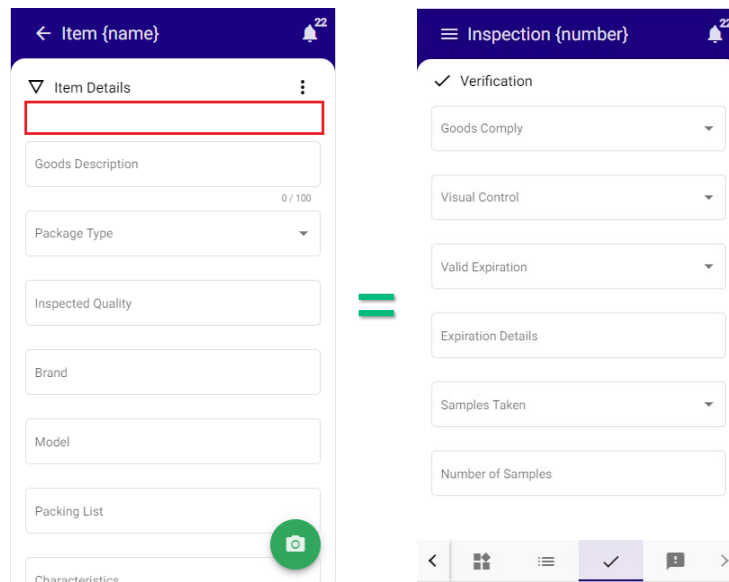 Item {name}
22
Item Details
Goods Description
0 / 100
Package Type
Inspected Quality
Brand
Model
Packing List
Characteristics
=
Inspection {number}
22
Verification
Goods Comply
Visual Control
Valid Expiration
Expiration Details
Samples Taken
Number of Samples